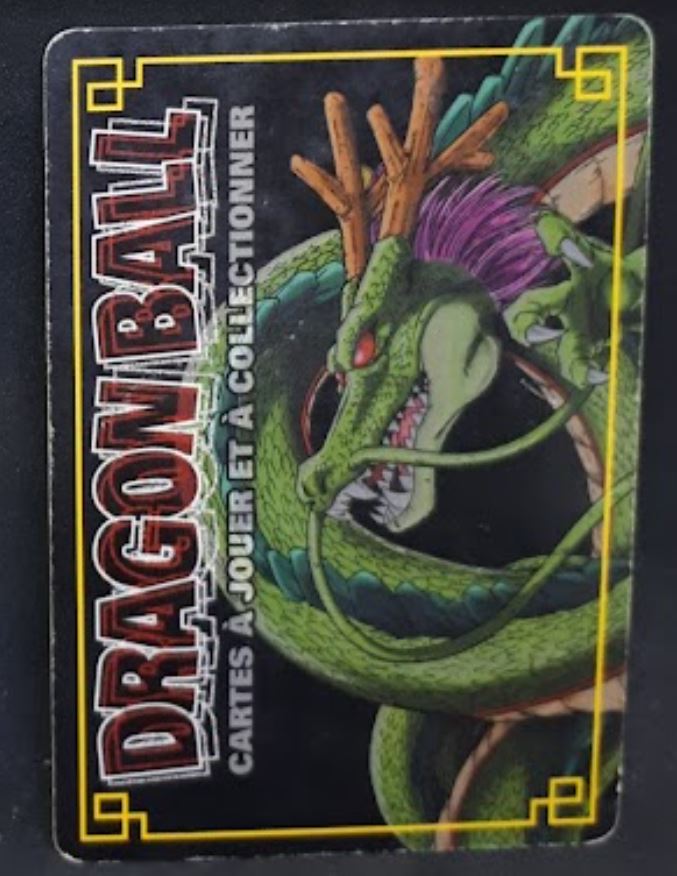 DRAGON BALL
CARTES À JOUER ET À COLLECTIONNER